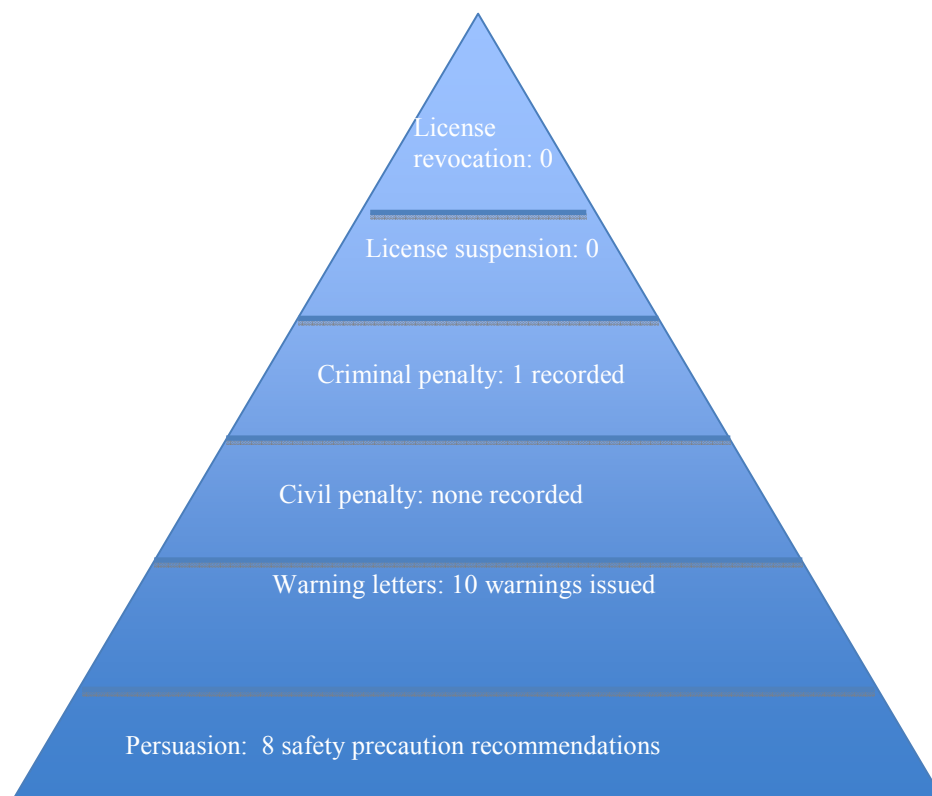 License
revocation: 0
License suspension: 0
Criminal penalty: 1 recorded
Civil penalty: none recorded
Warning letters: 10 warnings issued
Persuasion:  8 safety precaution recommendations